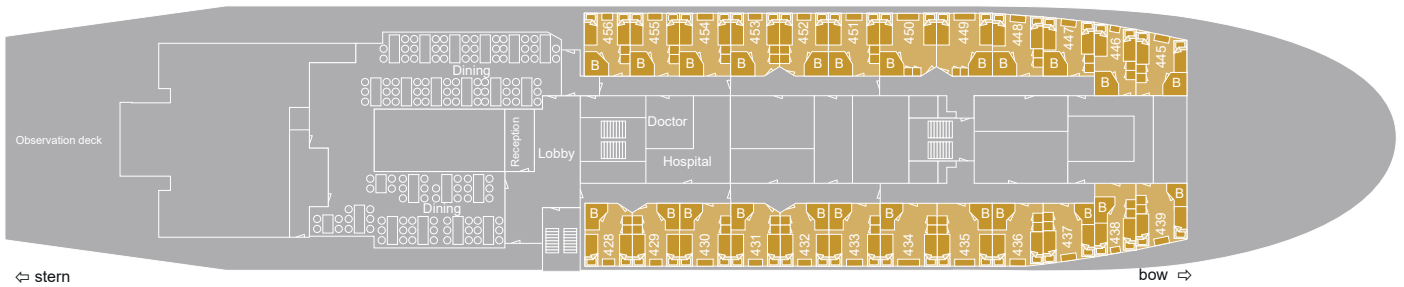 456
455
454
453
452
451
450
449
448
447
446
445
B
B
B
B
B
B
B
B
B
B
B
B
Dining
Observation deck
Reception
Lobby
Doctor
Hospital
Dining
B
B
B
B
B
B
B
B
B
B
B
B
428
429
430
431
432
433
434
435
436
437
438
439
⇦ stern
bow ⇨